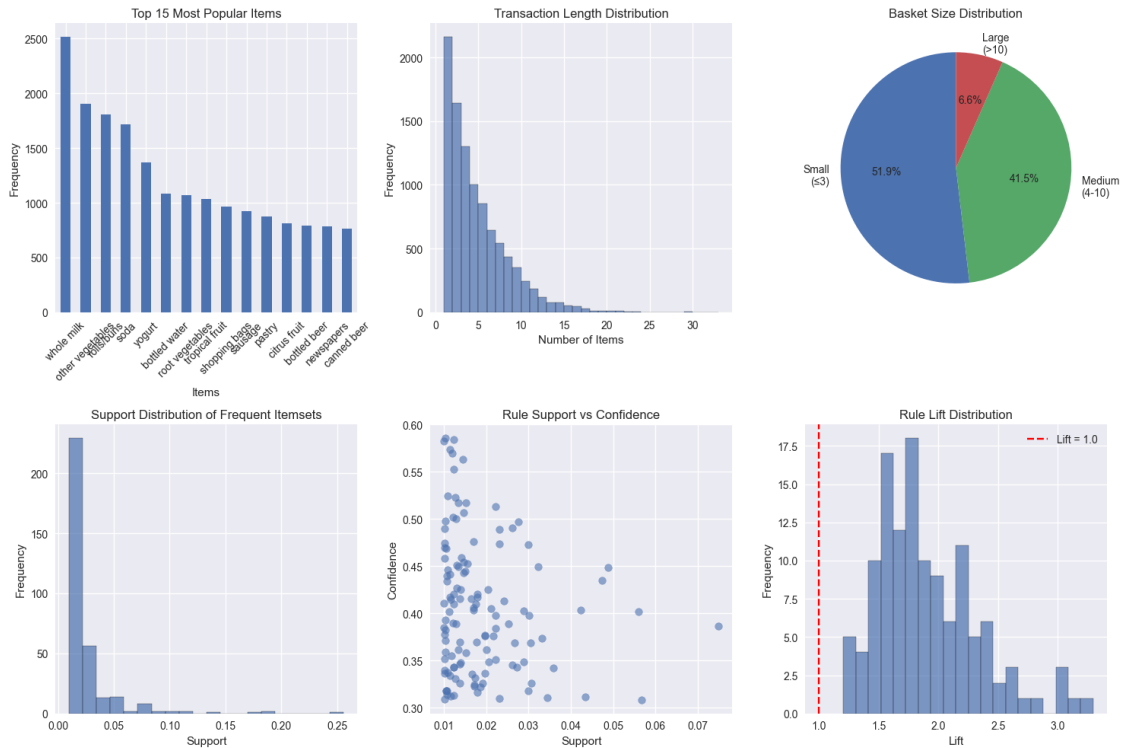 Top 15 Most Popular Items
Frequency
2500
2000
1500
1000
500
0
whole milk
other vegetables
rolls/buns
soda
yogurt
bottled water
root vegetables
tropical fruit
shopping bags
sausage
pastry
citrus fruit
bottled beer
newspapers
canned beer
Items
Transaction Length Distribution
Frequency
2000
1500
1000
500
0
0 5 10 15 20 25 30
Number of Items
Basket Size Distribution
Large
(>10)
6.6%
Small
(≤3)
51.9%
41.5%
Medium
(4-10)
Support Distribution of Frequent Itemsets
Frequency
200
150
100
50
0
0.00 0.05 0.10 0.15 0.20 0.25
Support
Rule Support vs Confidence
Confidence
0.60
0.55
0.50
0.45
0.40
0.35
0.30
0.01 0.02 0.03 0.04 0.05 0.06 0.07
Support
Rule Lift Distribution
Lift = 1.0
Frequency
17.5
15.0
12.5
10.0
7.5
5.0
2.5
0.0
1.0 1.5 2.0 2.5 3.0
Lift